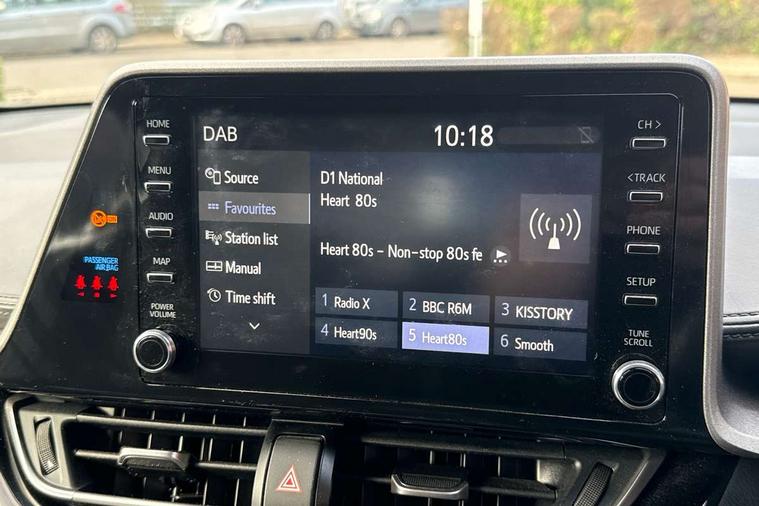 HOME
MENU
AUDIO
MAP
POWER
VOLUME
ON
PASSENGER
AIR BAG
DAB
10:18
Source
Favourites
Station list
Manual
Time shift
D1 National
Heart 80s
Heart 80s - Non-stop 80s fe
1 Radio X
2 BBC R6M
3 KISSTORY
4 Heart90s
5 Heart80s
6 Smooth
CH >
< TRACK
PHONE
SETUP
TUNE
SCROLL